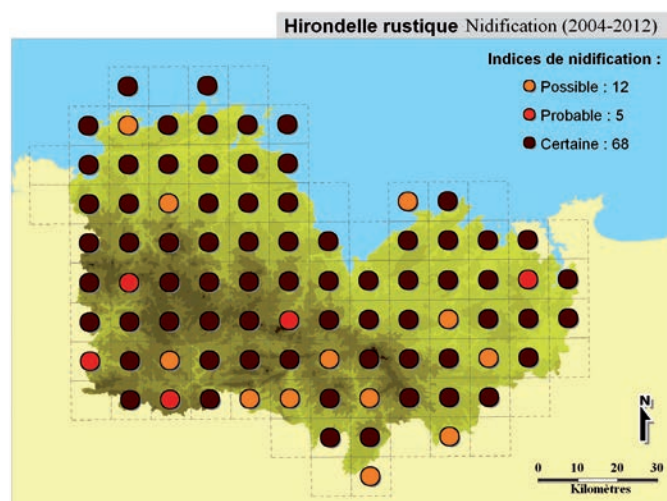 Hirondelle rustique Nidification (2004-2012)
Indices de nidification :
Possible : 12
Probable : 5
Certaine : 68
N
0 10 20 30
Kilomètres